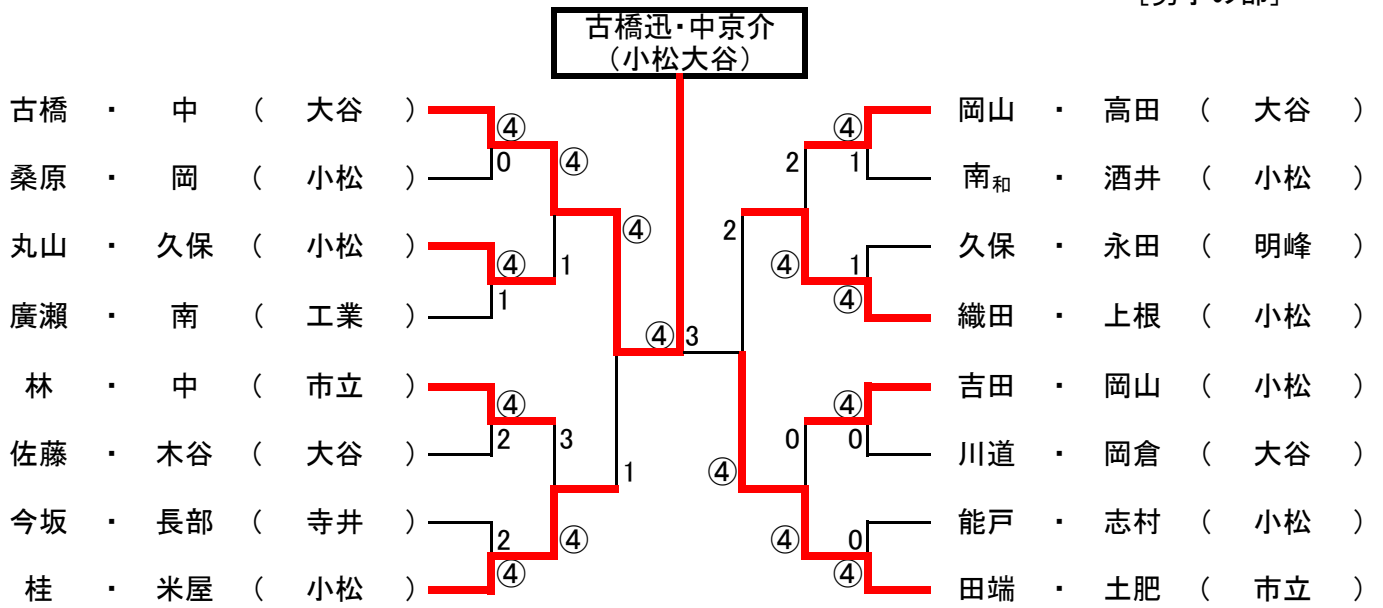 古橋迅・中京介
（小松大谷）
古橋 ・ 中 （ 大谷 ）
桑原 ・ 岡 （ 小松 ）
丸山 ・ 久保 （ 小松 ）
廣瀬 ・ 南 （ 工業 ）
林 ・ 中 （ 市立 ）
佐藤 ・ 木谷 （ 大谷 ）
今坂 ・ 長部 （ 寺井 ）
桂 ・ 米屋 （ 小松 ）
④
0
④
④
1
1
④
④
2
3
2
④
④
1
④
④ 3
2
④
④
1
2
1
④
④
④
0
0
0
④
④
岡山 ・ 高田 （ 大谷 ）
南和 ・ 酒井 （ 小松 ）
久保 ・ 永田 （ 明峰 ）
織田 ・ 上根 （ 小松 ）
吉田 ・ 岡山 （ 小松 ）
川道 ・ 岡倉 （ 大谷 ）
能戸 ・ 志村 （ 小松 ）
田端 ・ 土肥 （ 市立 ）